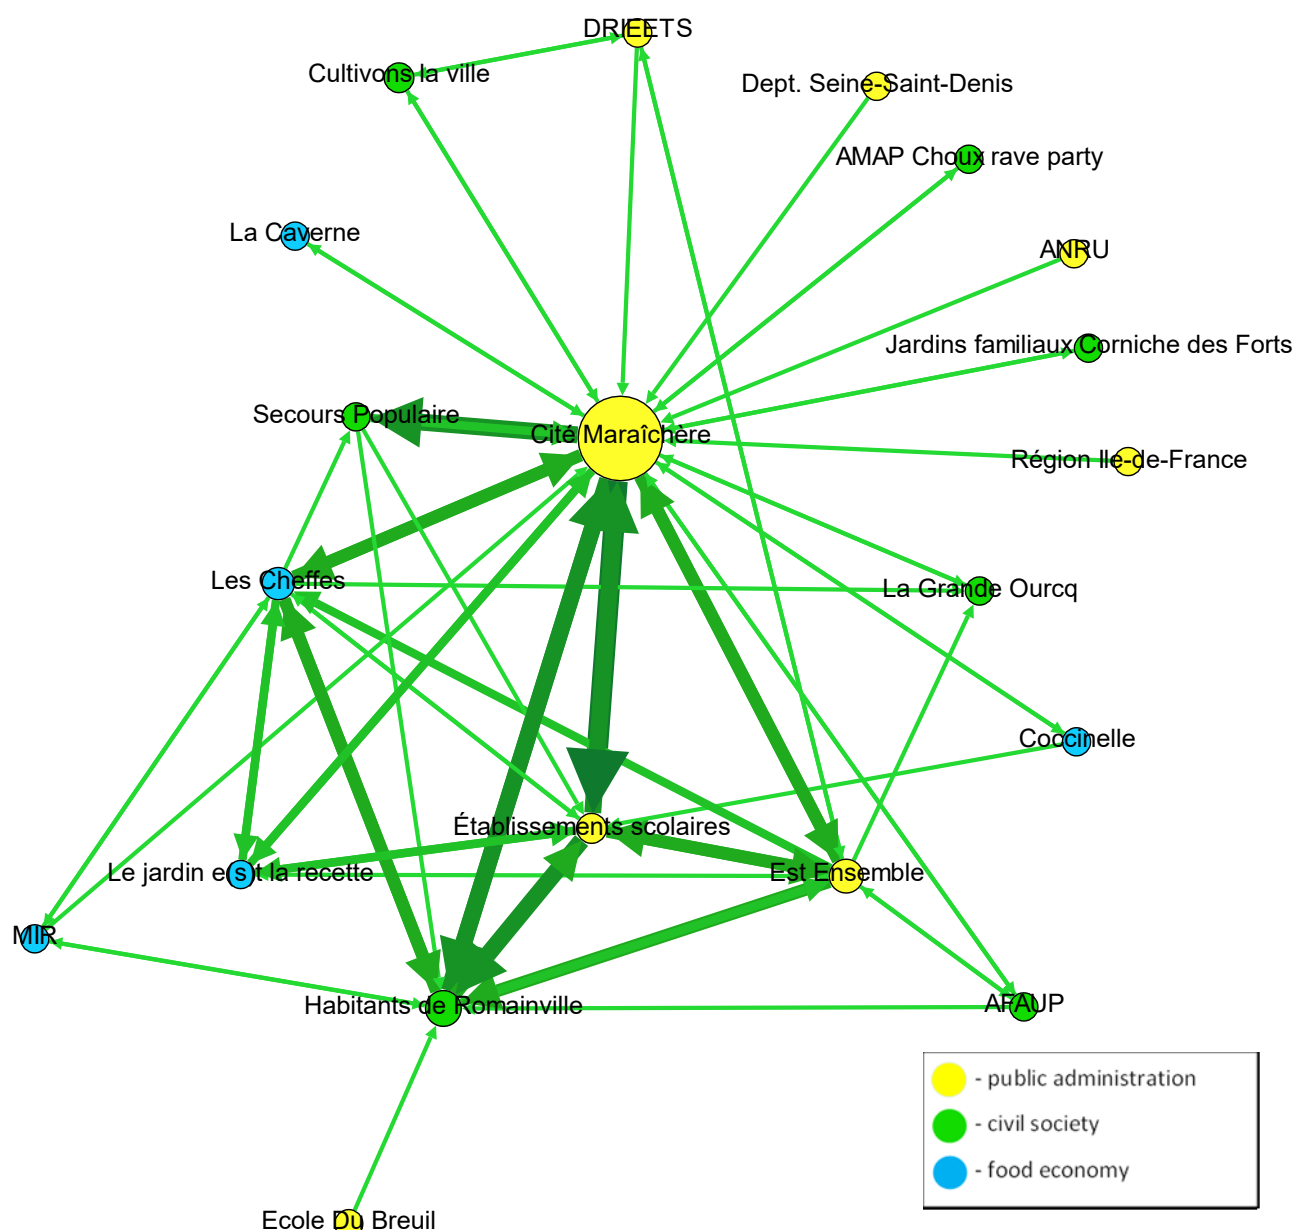 DRIEETS
Cultivons la ville
Dept. Seine-Saint-Denis
AMAP Choux rave party
La Caverne
ANRU
Jardins familiaux Corniche des Forts
Secours Populaire
Cité Maraîchère
Région Ile-de-France
Les Cheffes
La Grande Ourcq
Coccinelle
Établissements scolaires
Le jardin e(s)t la recette
Est Ensemble
MIR
Habitants de Romainville
AFAUP
- public administration
- civil society
- food economy
Ecole Du Breuil